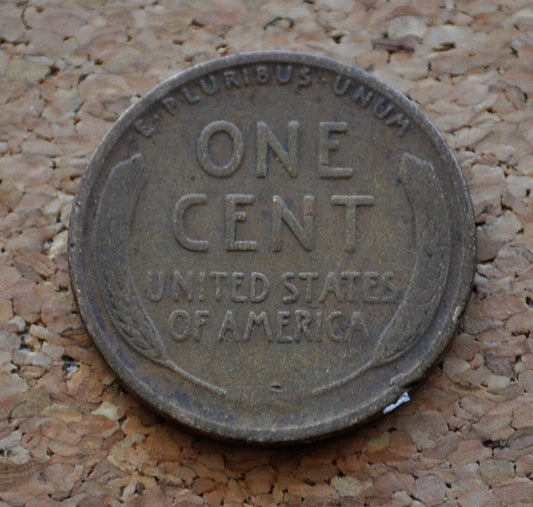 E·PLURIBUS·UNUM
ONE
CENT
UNITED STATES
OF AMERICA